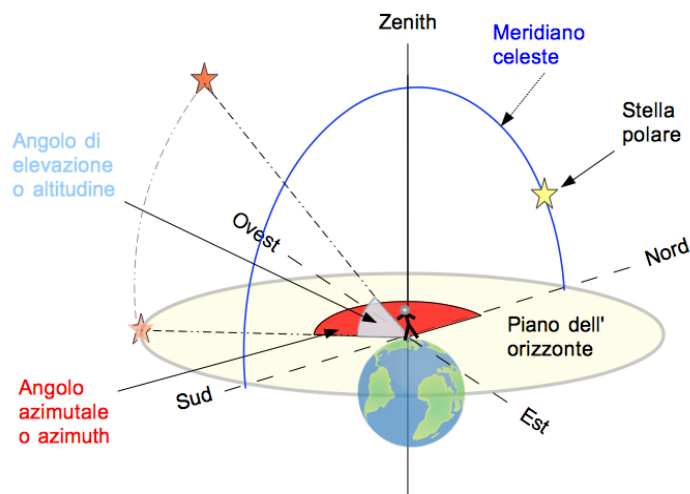 Zenith
Meridiano
celeste
Stella
polare
Angolo di
elevazione
o altitudine
Ovest
Nord
Piano dell'
orizzonte
Angolo
azimutale
o azimuth
Sud
Est